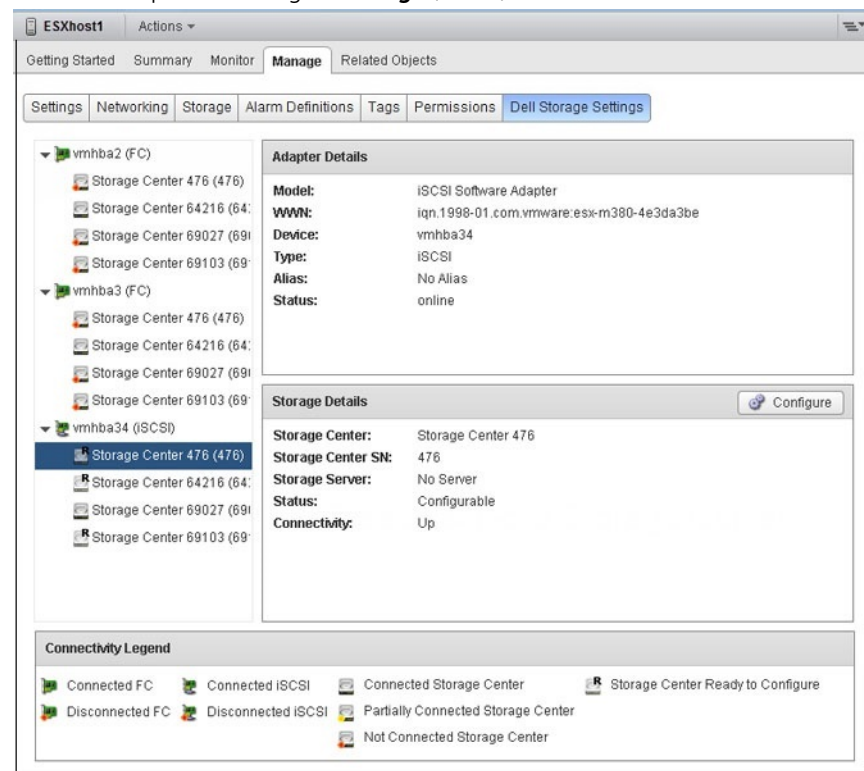 ESXhost1 Actions
Getting Started Summary Monitor Manage Related Objects
Settings Networking Storage Alarm Definitions Tags Permissions Dell Storage Settings
vmhba2 (FC)
Storage Center 476 (476)
Storage Center 64216 (64
Storage Center 69027 (69
Storage Center 69103 (69
vmhba3 (FC)
Storage Center 476 (476)
Storage Center 64216 (64
Storage Center 69027 (69
Storage Center 69103 (69
vmhba34 (iSCSI)
Storage Center 476 (476)
R Storage Center 64216 (64
Storage Center 69027 (69
R Storage Center 69103 (69
Adapter Details
Model: iSCSI Software Adapter
WWN: iqn.1998-01.com.vmware:esx-m380-4e3da3be
Device: vmhba34
Type: iSCSI
Alias: No Alias
Status: online
Storage Details Configure
Storage Center: Storage Center 476
Storage Center SN: 476
Storage Server: No Server
Status: Configurable
Connectivity: Up
Connectivity Legend
Connected FC Connected iSCSI Connected Storage Center R Storage Center Ready to Configure
Disconnected FC Disconnected iSCSI Partially Connected Storage Center
Not Connected Storage Center